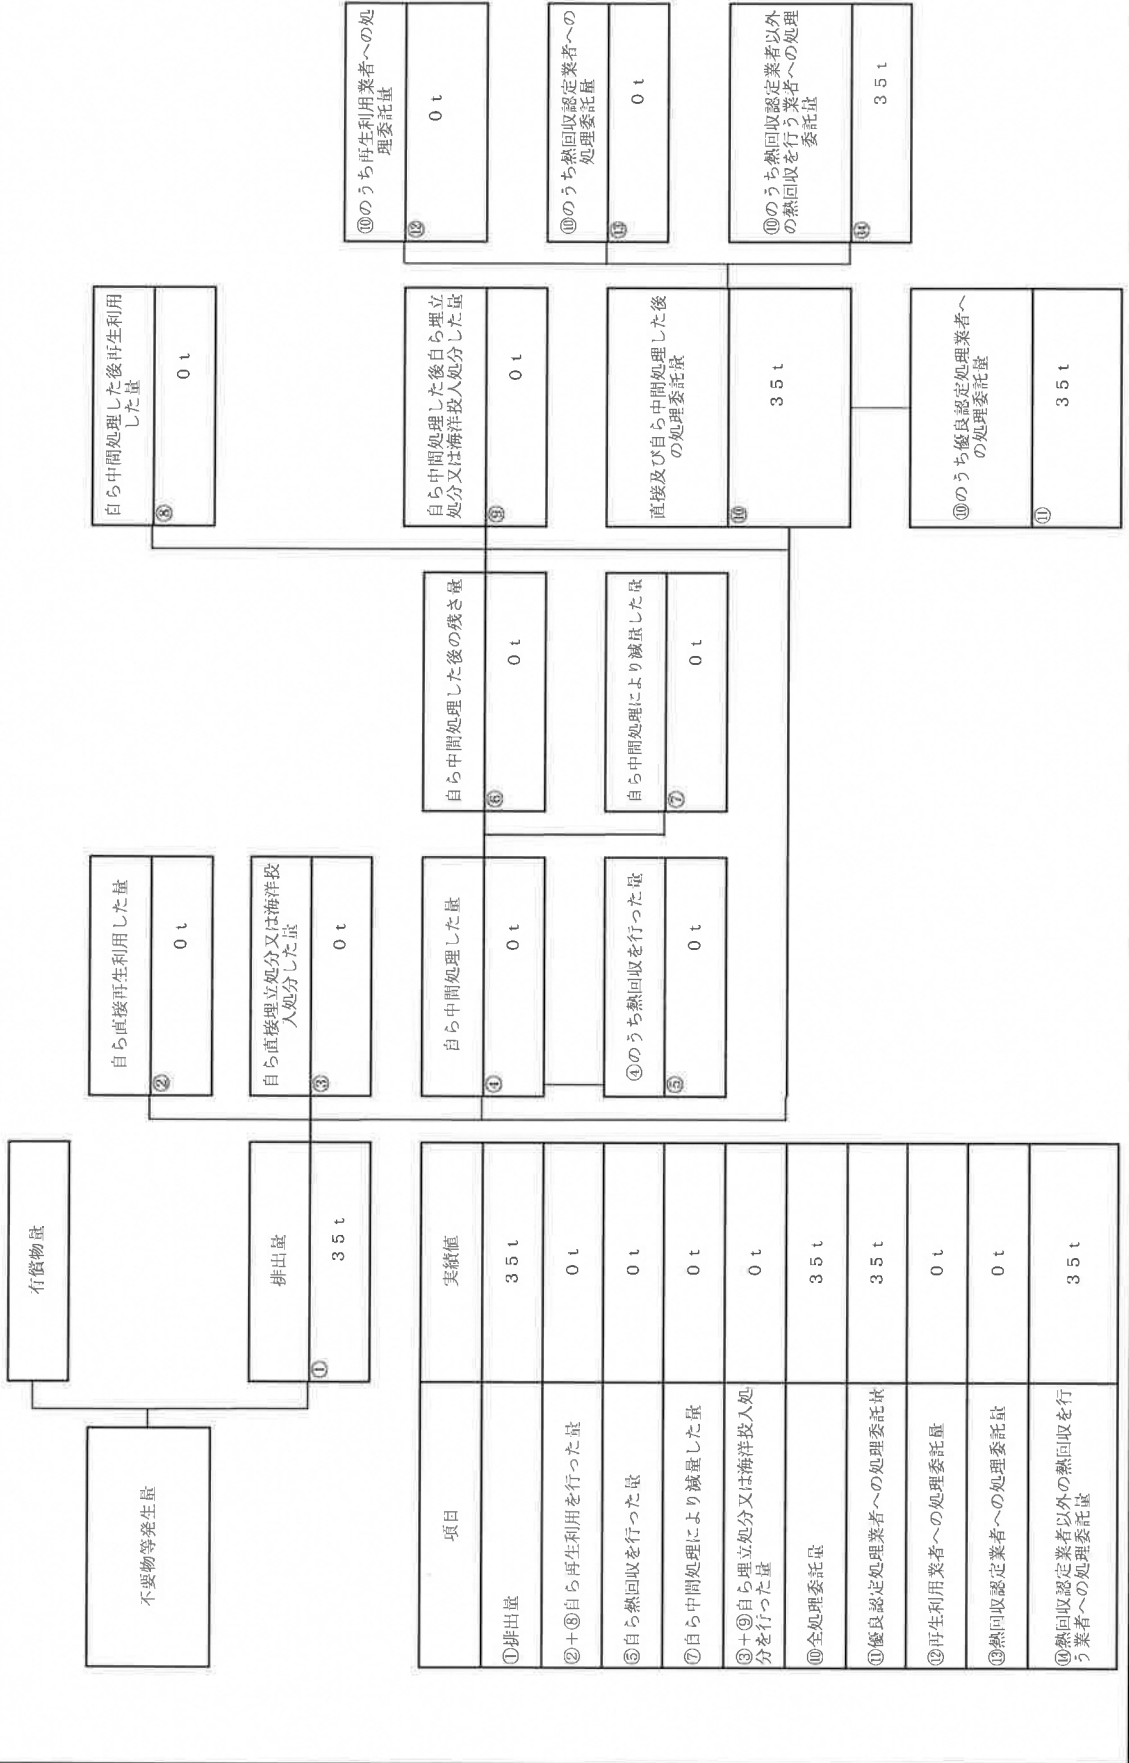 不要物等発生量
有償物量
排出量
①
35t
自ら直接再生利用した量
②
0t
自ら直接埋立処分又は海洋投
入処分した量
③
0t
自ら中間処理した量
④
0t
④のうち熱回収を行った量
⑤
0t
自ら中間処理した後の残さ量
⑥
0t
自ら中間処理により減量した量
⑦
0t
自ら中間処理した後再生利用
した量
⑧
0t
自ら中間処理した後自ら埋立
処分又は海洋投入処分した量
⑨
0t
直接及び自ら中間処理した後
の処理委託量
⑩
35t
⑩のうち優良認定処理業者へ
の処理委託量
⑪
35t
⑩のうち再生利用業者への処
理委託量
⑫
0t
⑩のうち熱回収認定業者への
処理委託量
⑬
0t
⑩のうち熱回収認定業者以外
の熱回収を行う業者への処理
委託量
⑭
35t
項目 実績値
①排出量 35t
②+⑧自ら再生利用を行った量 0t
⑤自ら熱回収を行った量 0t
⑦自ら中間処理により減量した量 0t
③+⑨自ら埋立処分又は海洋投入処
分を行った量 0t
⑩全処理委託量 35t
⑪優良認定処理業者への処理委託量 35t
⑫再生利用業者への処理委託量 0t
⑬熱回収認定業者への処理委託量 0t
⑭熱回収認定業者以外の熱回収を行
う業者への処理委託量 35t